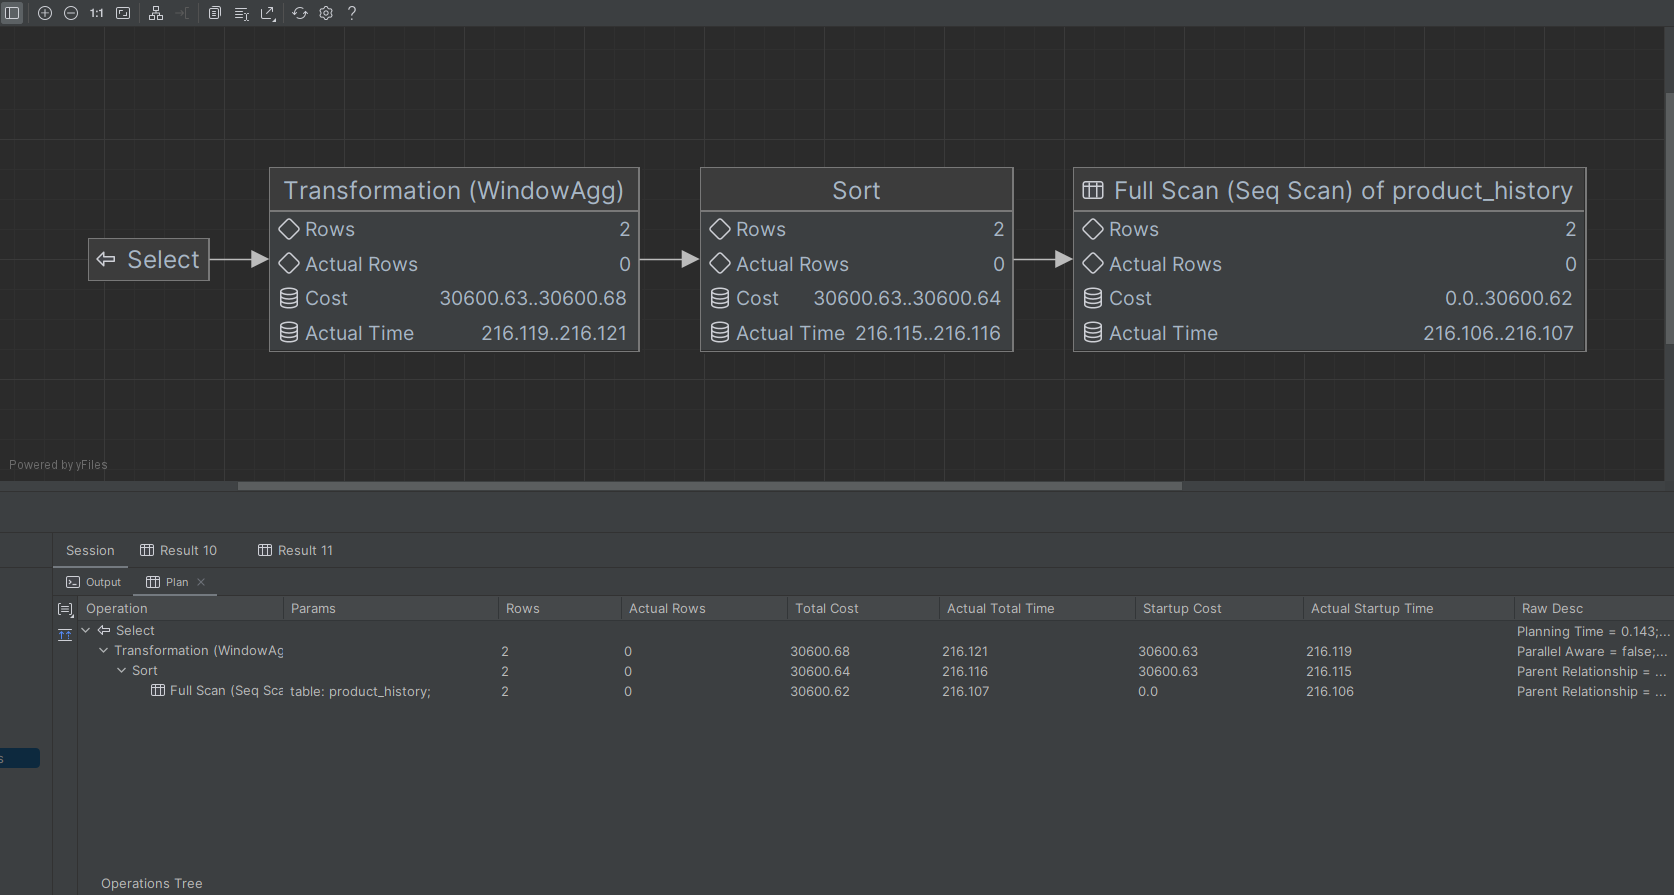 1:1
Select
Transformation (WindowAgg)
Rows 2
Actual Rows 0
Cost 30600.63..30600.68
Actual Time 216.119..216.121
Sort
Rows 2
Actual Rows 0
Cost 30600.63..30600.64
Actual Time 216.115..216.116
Full Scan (Seq Scan) of product_history
Rows 2
Actual Rows 0
Cost 0.0..30600.62
Actual Time 216.106..216.107
Powered by yFiles
Session Result 10 Result 11
Output Plan
Operation Params Rows Actual Rows Total Cost Actual Total Time Startup Cost Actual Startup Time Raw Desc
Select Planning Time = 0.143;...
Transformation (WindowAg 2 0 30600.68 216.121 30600.63 216.119 Parallel Aware = false;...
Sort 2 0 30600.64 216.116 30600.63 216.115 Parent Relationship = ...
Full Scan (Seq Sca table: product_history; 2 0 30600.62 216.107 0.0 216.106 Parent Relationship = ...
s
Operations Tree